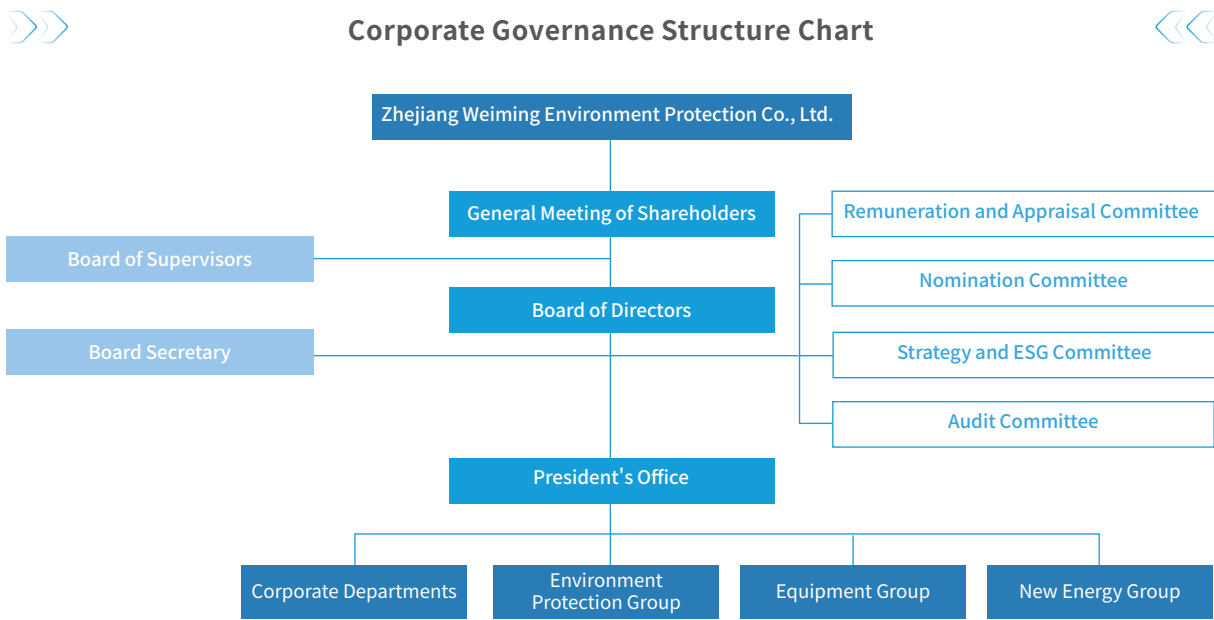 Corporate Governance Structure Chart
Zhejiang Weiming Environment Protection Co., Ltd.
General Meeting of Shareholders
Remuneration and Appraisal Committee
Board of Supervisors
Nomination Committee
Board of Directors
Board Secretary
Strategy and ESG Committee
Audit Committee
President's Office
Corporate Departments
Environment
Protection Group
Equipment Group
New Energy Group